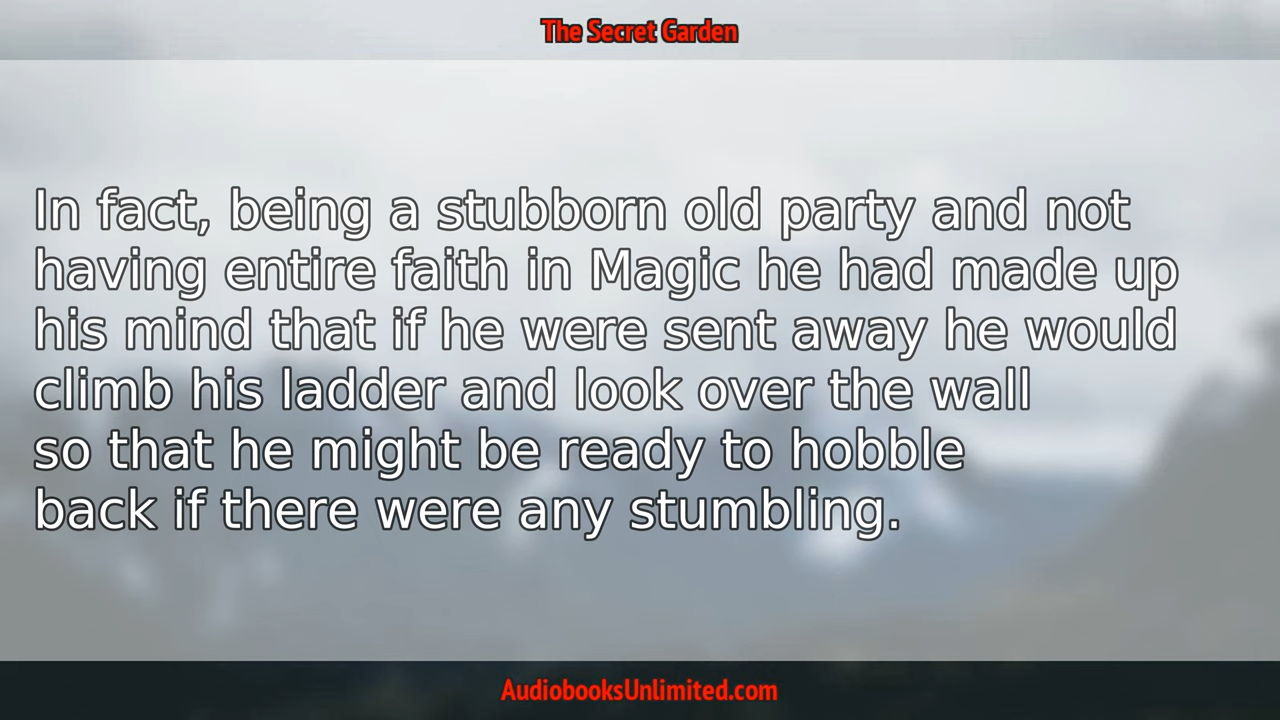 The Secret Garden
In fact, being a stubborn old party and not
having entire faith in Magic he had made up
his mind that if he were sent away he would
climb his ladder and look over the wall
so that he might be ready to hobble
back if there were any stumbling.
AudiobooksUnlimited.com